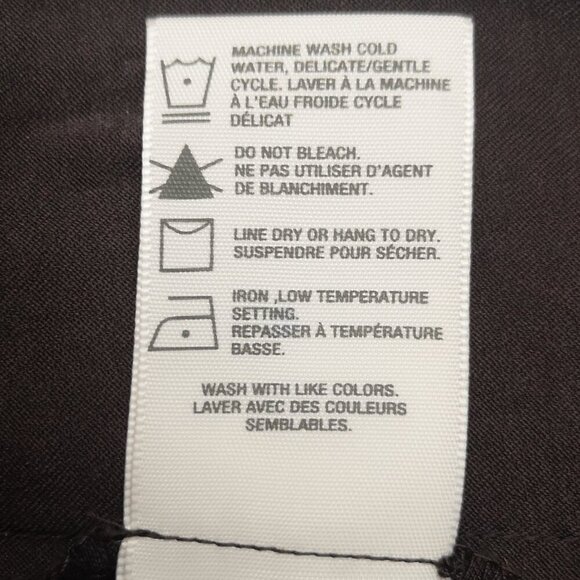 MACHINE WASH COLD
WATER, DELICATE/GENTLE
CYCLE. LAVER À LA MACHINE
À L'EAU FROIDE CYCLE
DÉLICAT
DO NOT BLEACH.
NE PAS UTILISER D'AGENT
DE BLANCHIMENT.
LINE DRY OR HANG TO DRY.
SUSPENDRE POUR SÉCHER.
IRON ,LOW TEMPERATURE
SETTING.
REPASSER À TEMPÉRATURE
BASSE.
WASH WITH LIKE COLORS.
LAVER AVEC DES COULEURS
SEMBLABLES.